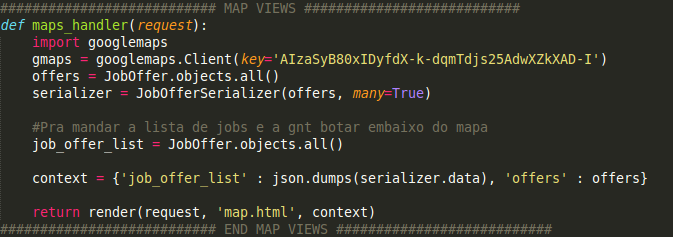 ########################### MAP VIEWS ###########################
def maps_handler(request):
    import googlemaps
    gmaps = googlemaps.Client(key='AIzaSyB80xIDyfdX-k-dqmTdjs25AdwXZkXAD-I')
    offers = JobOffer.objects.all()
    serializer = JobOfferSerializer(offers, many=True)
    #Pra mandar a lista de jobs e a gnt botar embaixo do mapa
    job_offer_list = JobOffer.objects.all()
    context = {'job_offer_list' : json.dumps(serializer.data), 'offers' : offers}
    return render(request, 'map.html', context)
########################### END MAP VIEWS ###########################